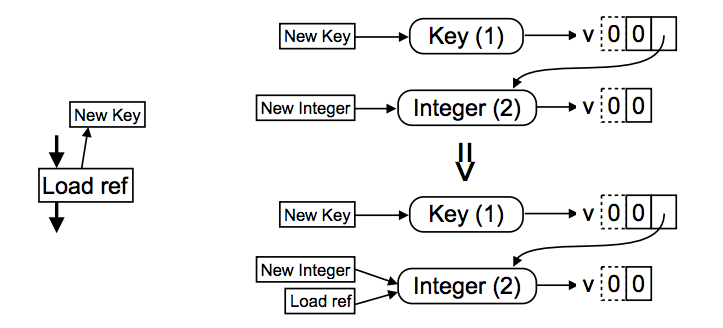 New Key
Load ref
New Key Key (1) v 0 0
New Integer Integer (2) v 0 0
=>
New Key Key (1) v 0 0
New Integer
Load ref
Integer (2) v 0 0